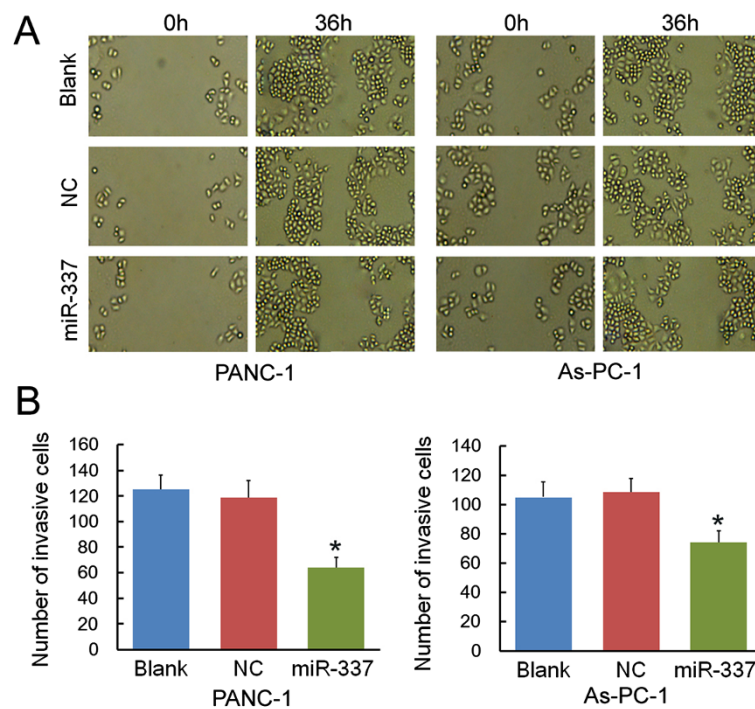 A
0h 36h 0h 36h
Blank
NC
miR-337
PANC-1 As-PC-1
B
Number of invasive cells
160
140
120
100
80
60
40
20
0
*
Blank NC miR-337
PANC-1
Number of invasive cells
140
120
100
80
60
40
20
0
*
Blank NC miR-337
As-PC-1